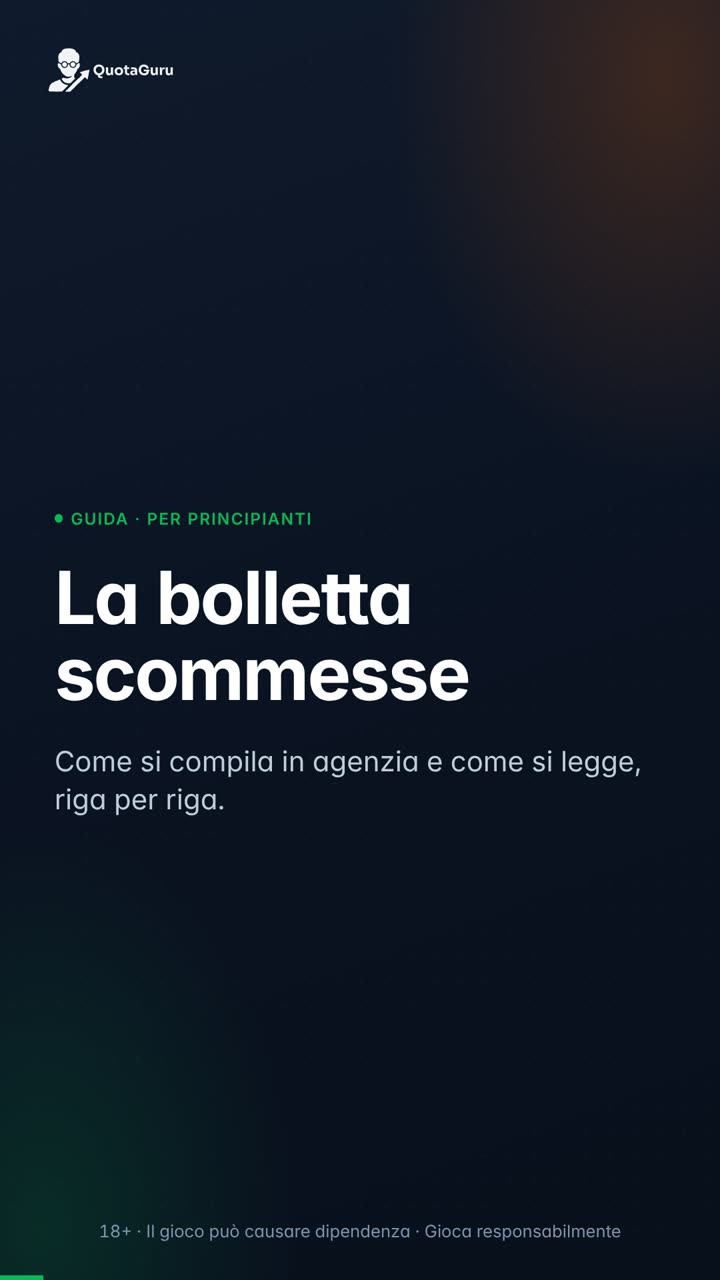 QuotaGuru
GUIDA · PER PRINCIPIANTI
La bolletta
scommesse
Come si compila in agenzia e come si legge,
riga per riga.
18+ · Il gioco può causare dipendenza · Gioca responsabilmente